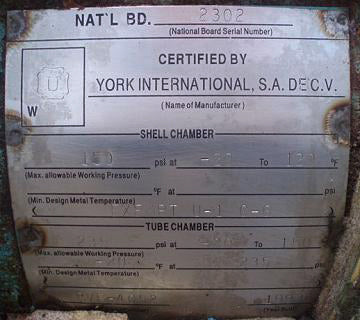 NAT'L BD. 2302
(National Board Serial Number)
U
W
CERTIFIED BY
YORK INTERNATIONAL, S.A. DE C.V.
(Name of Manufacturer)
SHELL CHAMBER
150 psi at -20 To °F
(Max. allowable Working Pressure)
°F at psi
(Min. Design Metal Temperature)
TUBE CHAMBER
psi at To °F
(Max. allowable Working Pressure)
°F at 235 psi
(Min. Design Metal Temperature)